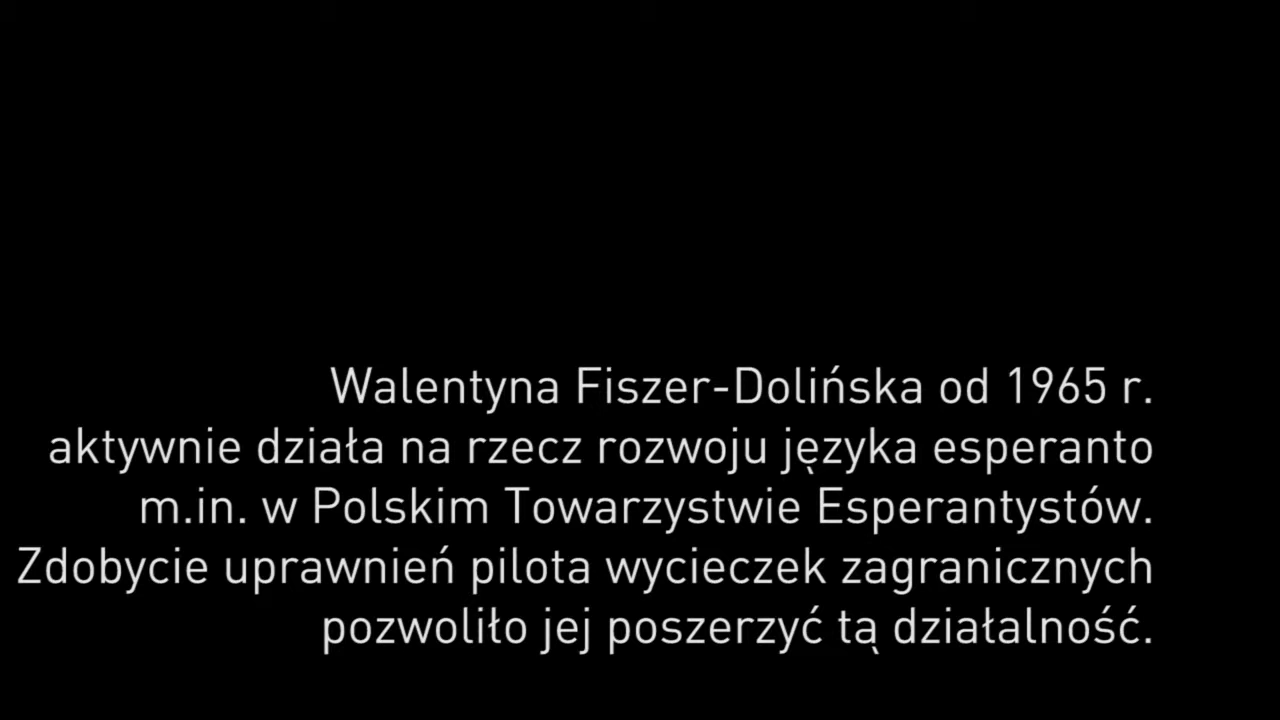 Walentyna Fiszer-Dolińska od 1965 r.
aktywnie działa na rzecz rozwoju języka esperanto
m.in. w Polskim Towarzystwie Esperantystów.
Zdobycie uprawnień pilota wycieczek zagranicznych
pozwoliło jej poszerzyć tą działalność.